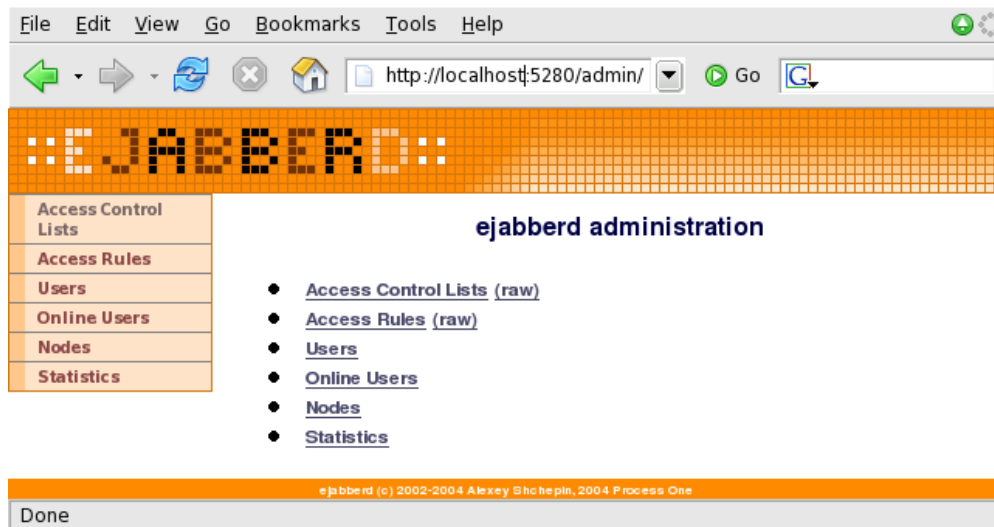 File Edit View Go Bookmarks Tools Help
http://localhost:5280/admin/ Go G
::EJABBERD::
Access Control
Lists
Access Rules
Users
Online Users
Nodes
Statistics
ejabberd administration
Access Control Lists (raw)
Access Rules (raw)
Users
Online Users
Nodes
Statistics
ejabberd (c) 2002-2004 Alexey Shchepin, 2004 Process One
Done